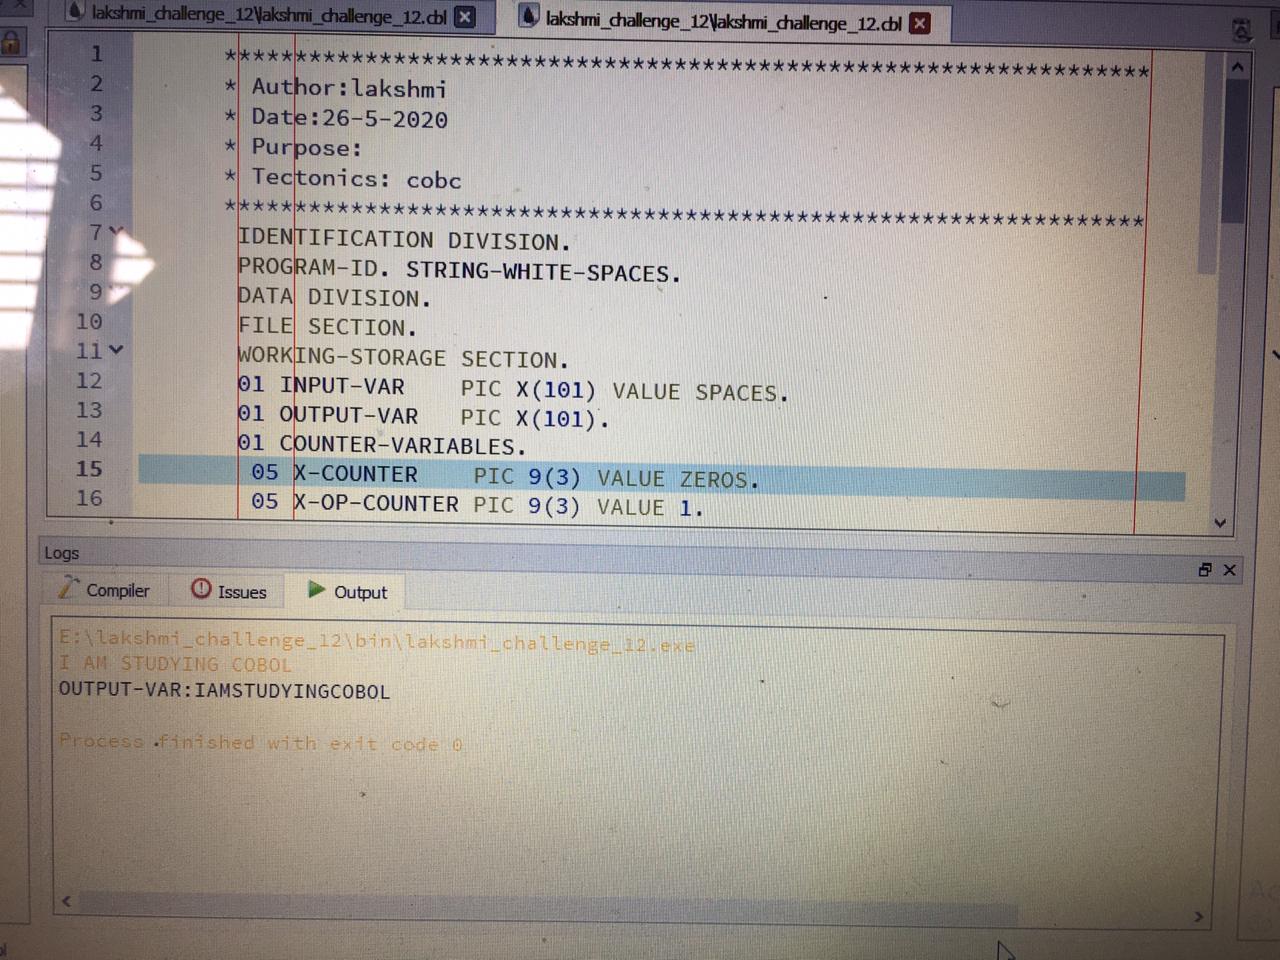 lakshmi_challenge_12\lakshmi_challenge_12.cbl lakshmi_challenge_12\lakshmi_challenge_12.cbl
1 ******************************************************************
2 * Author:lakshmi
3 * Date:26-5-2020
4 * Purpose:
5 * Tectonics: cobc
6 ******************************************************************
7 IDENTIFICATION DIVISION.
8 PROGRAM-ID. STRING-WHITE-SPACES.
9 DATA DIVISION.
10 FILE SECTION.
11 WORKING-STORAGE SECTION.
12 01 INPUT-VAR    PIC X(101) VALUE SPACES.
13 01 OUTPUT-VAR   PIC X(101).
14 01 COUNTER-VARIABLES.
15  05 X-COUNTER    PIC 9(3) VALUE ZEROS.
16  05 X-OP-COUNTER PIC 9(3) VALUE 1.
Logs
Compiler Issues Output
E:\lakshmi_challenge_12\bin\lakshmi_challenge_12.exe
I AM STUDYING COBOL
OUTPUT-VAR:IAMSTUDYINGCOBOL
Process finished with exit code 0